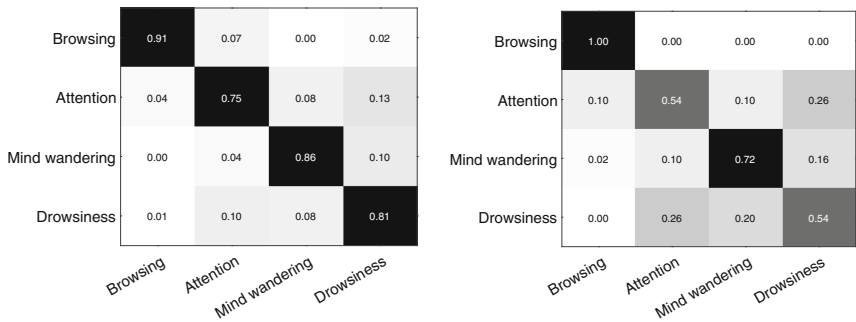 Browsing 0.91 0.07 0.00 0.02
Attention 0.04 0.75 0.08 0.13
Mind wandering 0.00 0.04 0.86 0.10
Drowsiness 0.01 0.10 0.08 0.81
Browsing Attention Mind wandering Drowsiness
Browsing 1.00 0.00 0.00 0.00
Attention 0.10 0.54 0.10 0.26
Mind wandering 0.02 0.10 0.72 0.16
Drowsiness 0.00 0.26 0.20 0.54
Browsing Attention Mind wandering Drowsiness